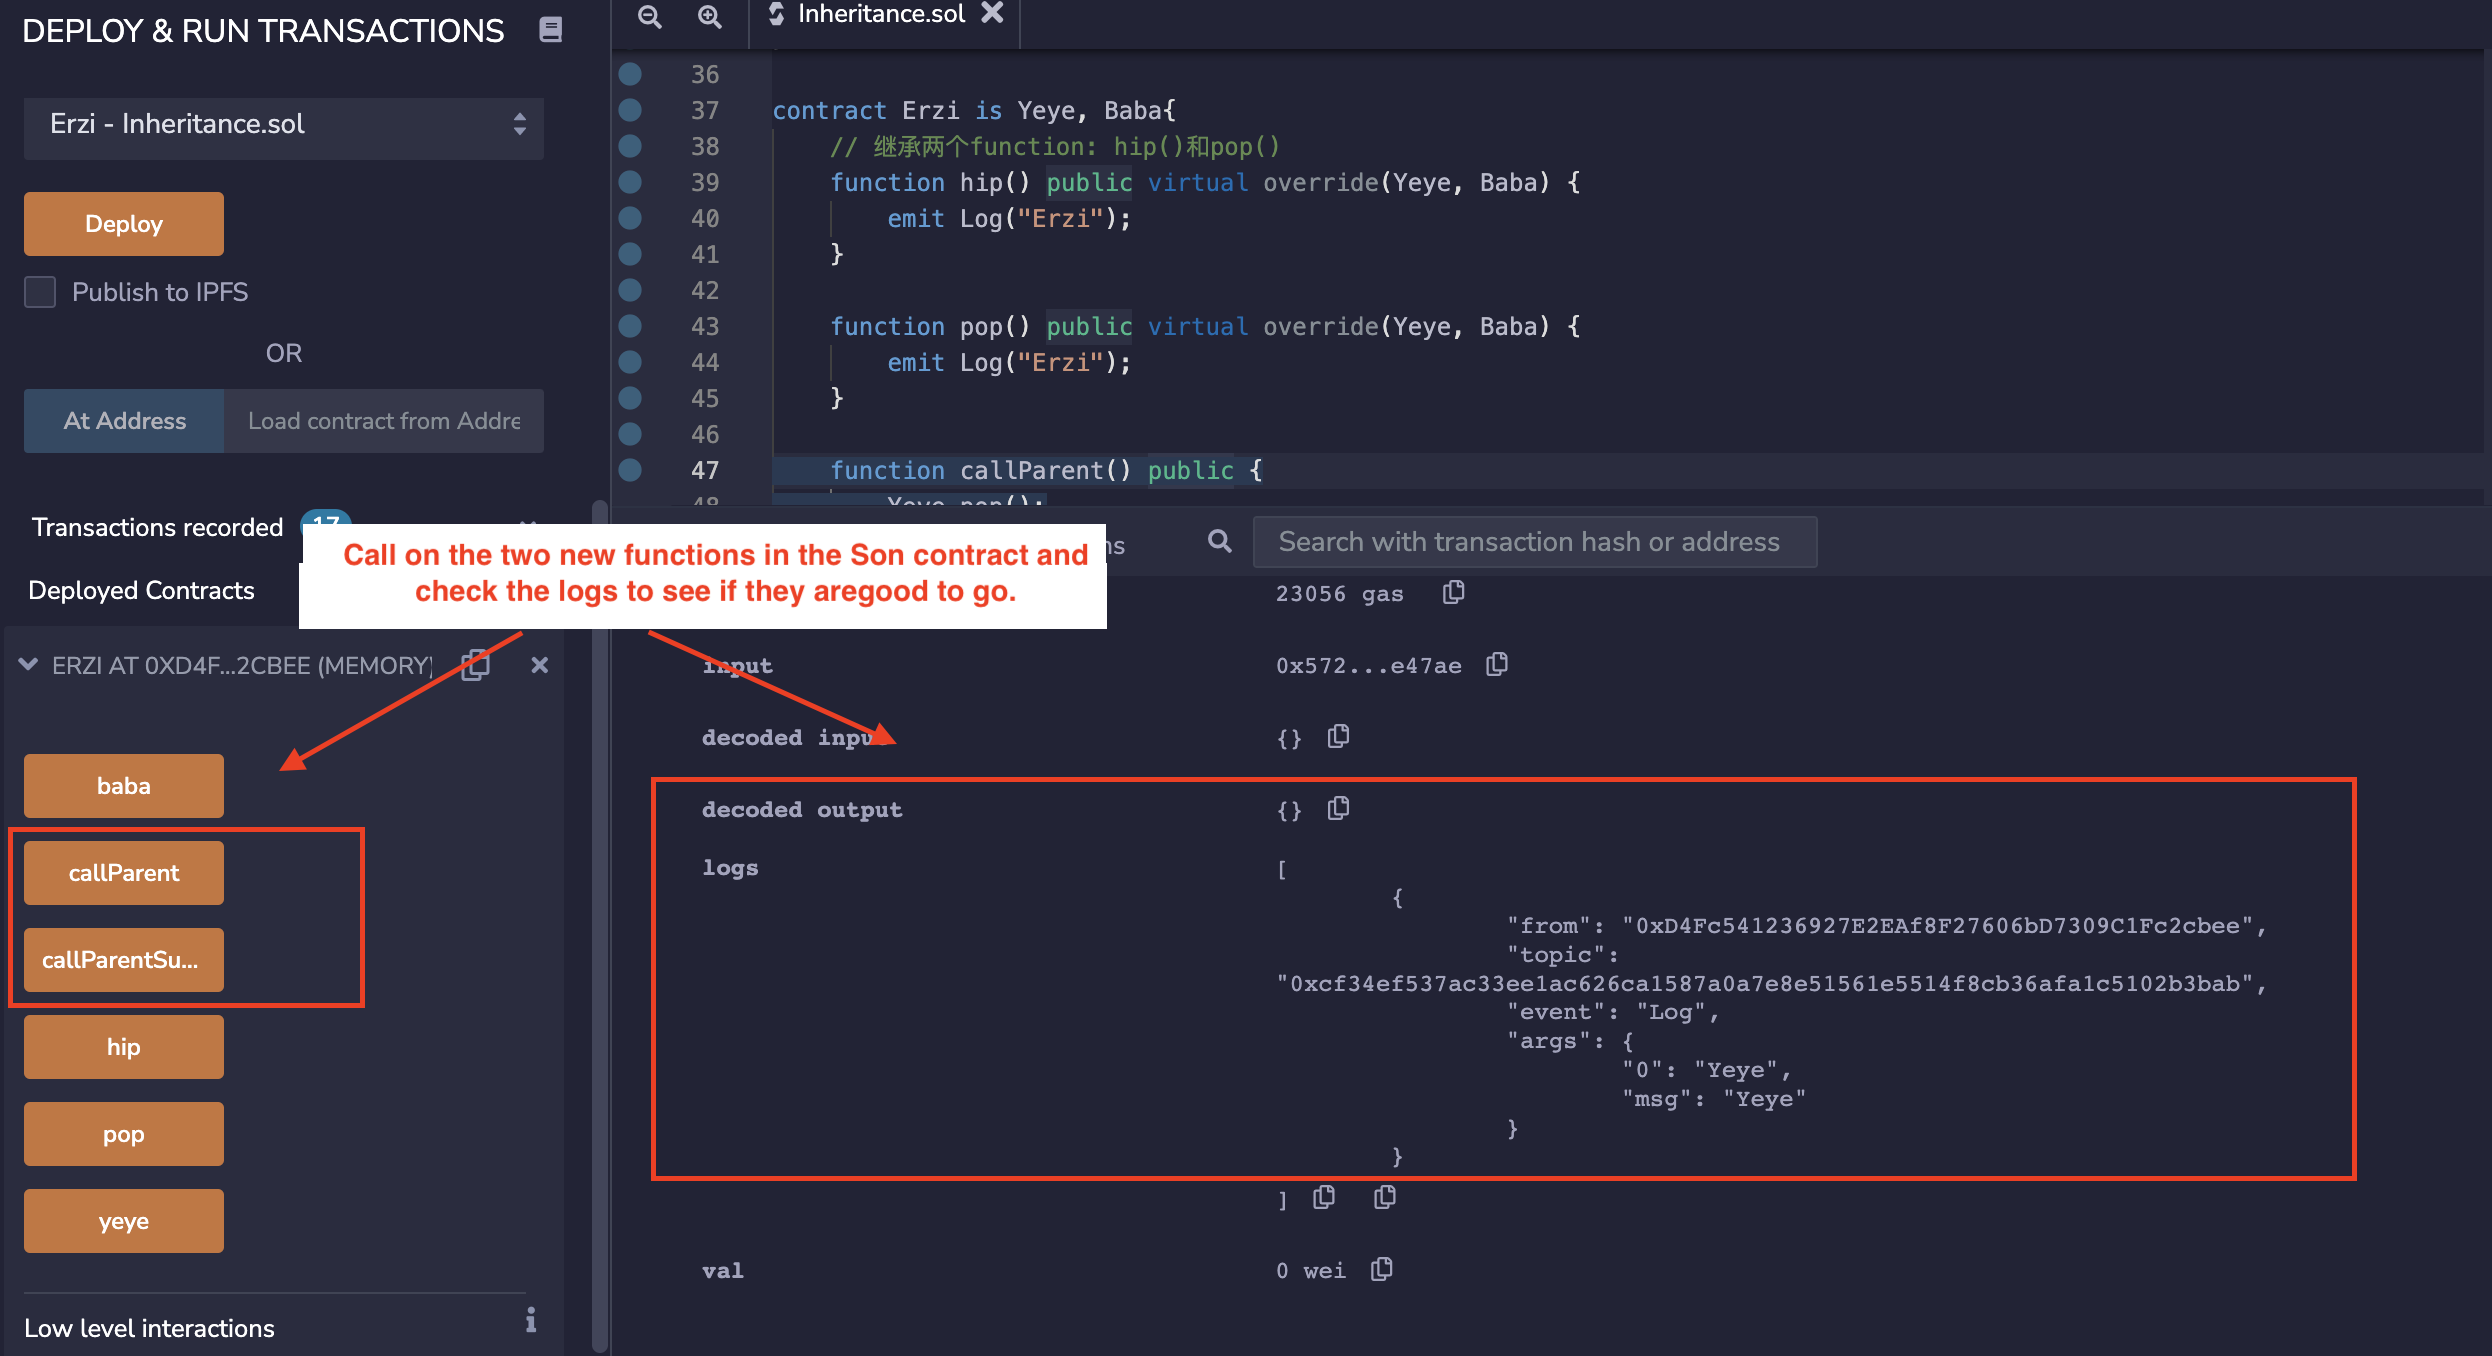 DEPLOY & RUN TRANSACTIONS
Erzi - Inheritance.sol
Deploy
Publish to IPFS
OR
At Address
Load contract from Addre
Transactions recorded 17
Deployed Contracts
ERZI AT 0XD4F...2CBEE (MEMORY)
baba
callParent
callParentSu...
hip
pop
yeye
Low level interactions
Inheritance.sol
36
37 contract Erzi is Yeye, Baba{
38 // 继承两个function: hip()和pop()
39 function hip() public virtual override(Yeye, Baba) {
40 emit Log("Erzi");
41 }
42
43 function pop() public virtual override(Yeye, Baba) {
44 emit Log("Erzi");
45 }
46
47 function callParent() public {
48 Yeye.pop();
Call on the two new functions in the Son contract and
check the logs to see if they aregood to go.
Search with transaction hash or address
23056 gas
input 0x572...e47ae
decoded input {}
decoded output {}
logs [
{
"from": "0xD4Fc541236927E2EAf8F27606bD7309C1Fc2cbee",
"topic":
"0xcf34ef537ac33ee1ac626ca1587a0a7e8e51561e5514f8cb36afa1c5102b3bab",
"event": "Log",
"args": {
"0": "Yeye",
"msg": "Yeye"
}
}
]
val 0 wei